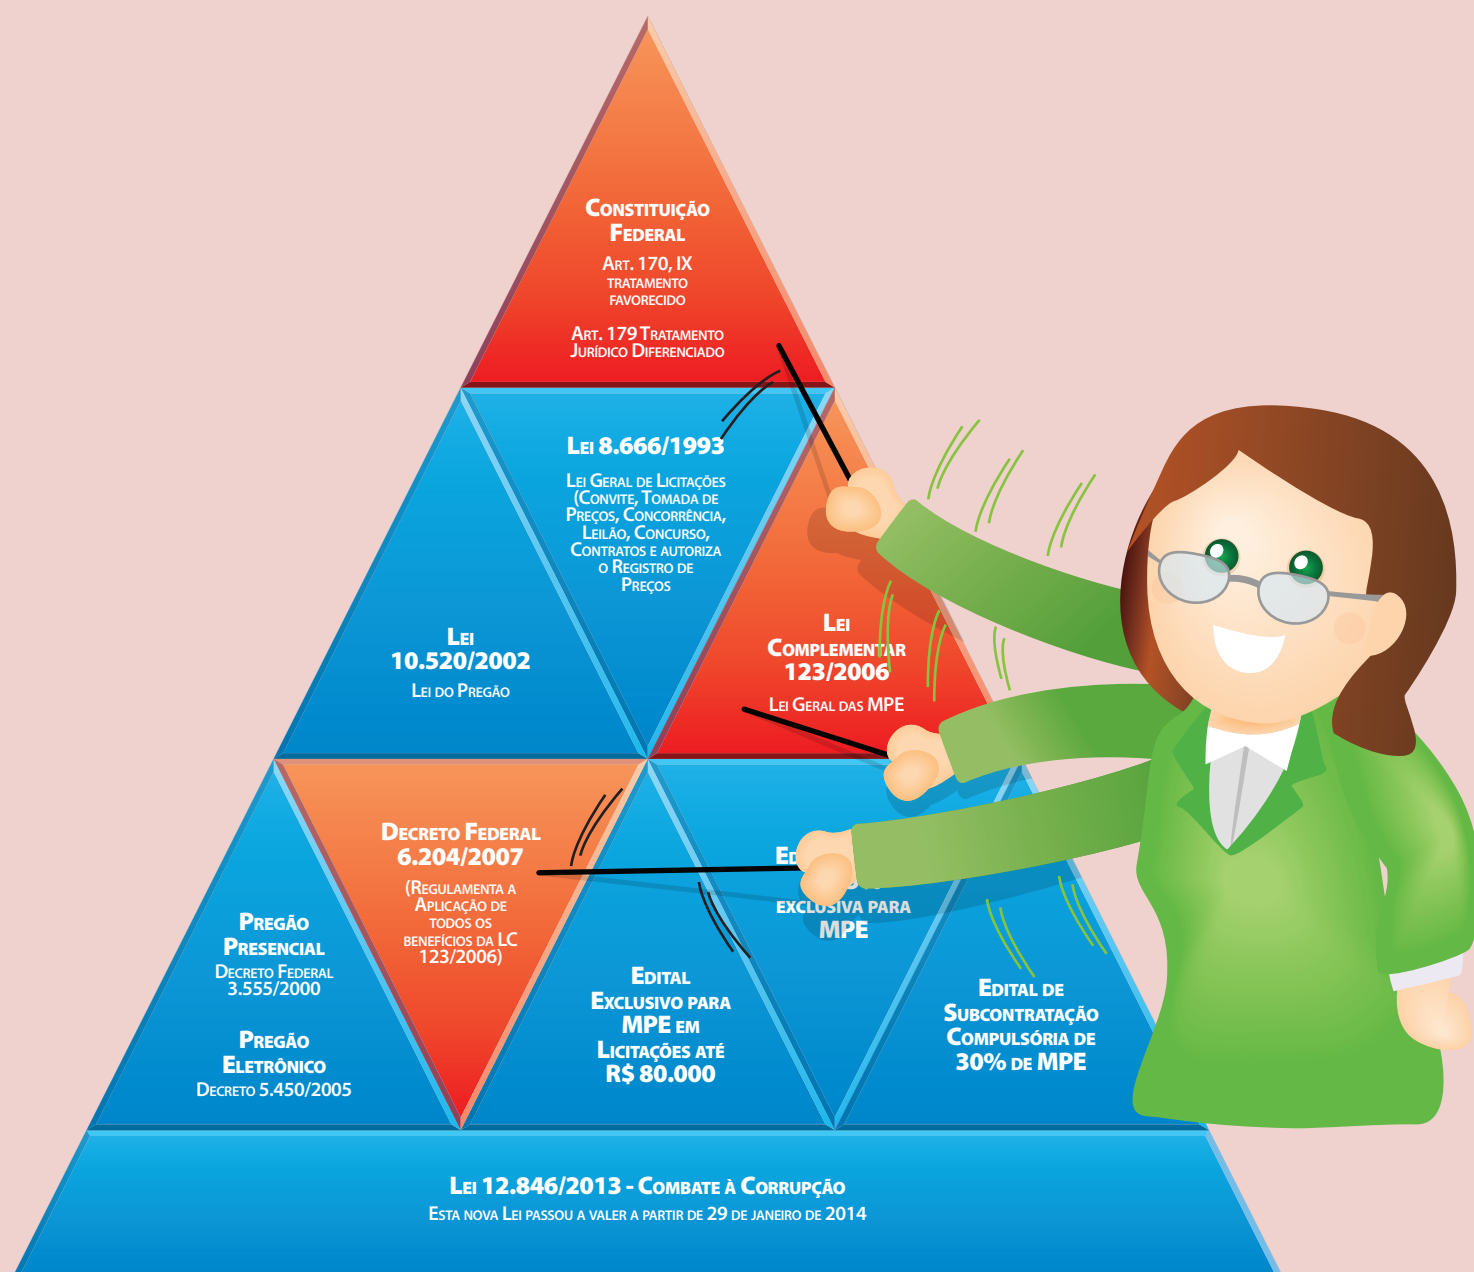 Constituição
Federal
Art. 170, IX
tratamento
favorecido
Art. 179 Tratamento
Jurídico Diferenciado
Lei 8.666/1993
Lei Geral de Licitações
(Convite, Tomada de
Preços, Concorrência,
Leilão, Concurso,
Contratos e autoriza
o Registro de
Preços
Lei
10.520/2002
Lei do Pregão
Lei
Complementar
123/2006
Lei Geral das MPE
Pregão
Presencial
Decreto Federal
3.555/2000
Pregão
Eletrônico
Decreto 5.450/2005
Decreto Federal
6.204/2007
(Regulamenta a
Aplicação de
todos os
benefícios da LC
123/2006)
Edital
Exclusivo para
MPE em
Licitações até
R$ 80.000
exclusiva para
MPE
Edital de
Subcontratação
Compulsória de
30% de MPE
Lei 12.846/2013 - Combate à Corrupção
Esta nova Lei passou a valer a partir de 29 de janeiro de 2014